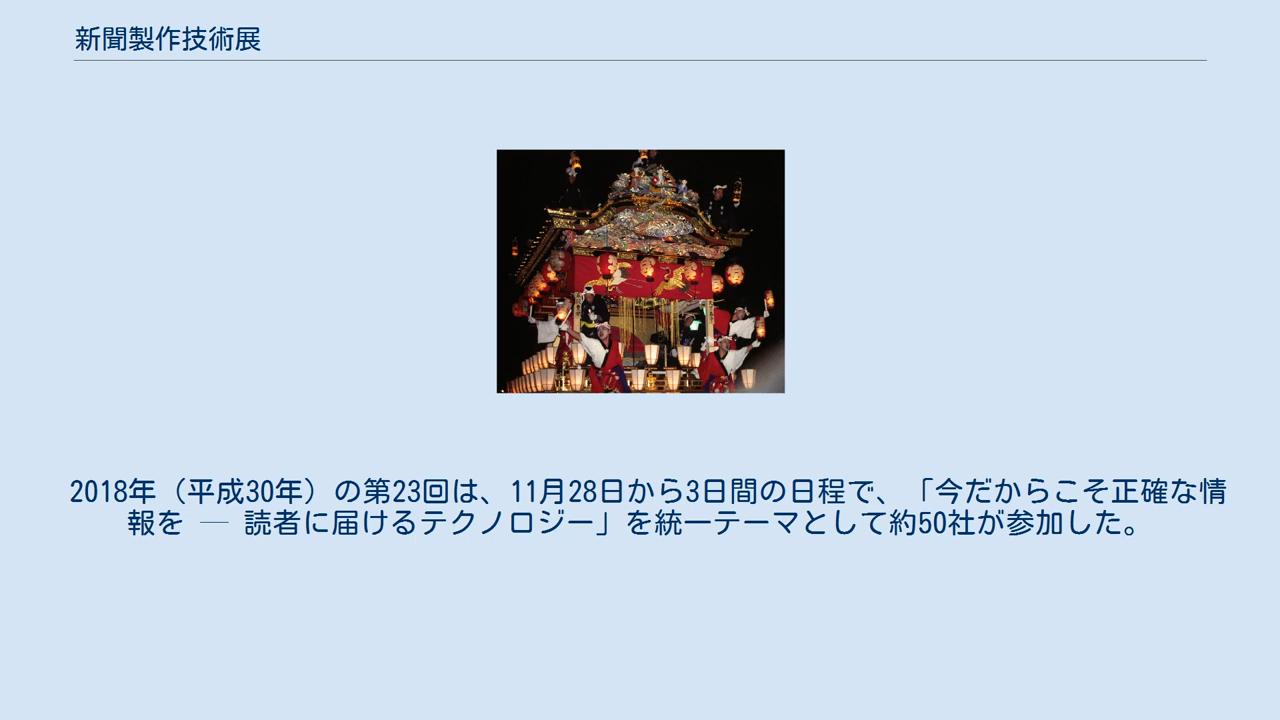 新聞製作技術展
2018年（平成30年）の第23回は、11月28日から3日間の日程で、「今だからこそ正確な情
報を ― 読者に届けるテクノロジー」を統一テーマとして約50社が参加した。